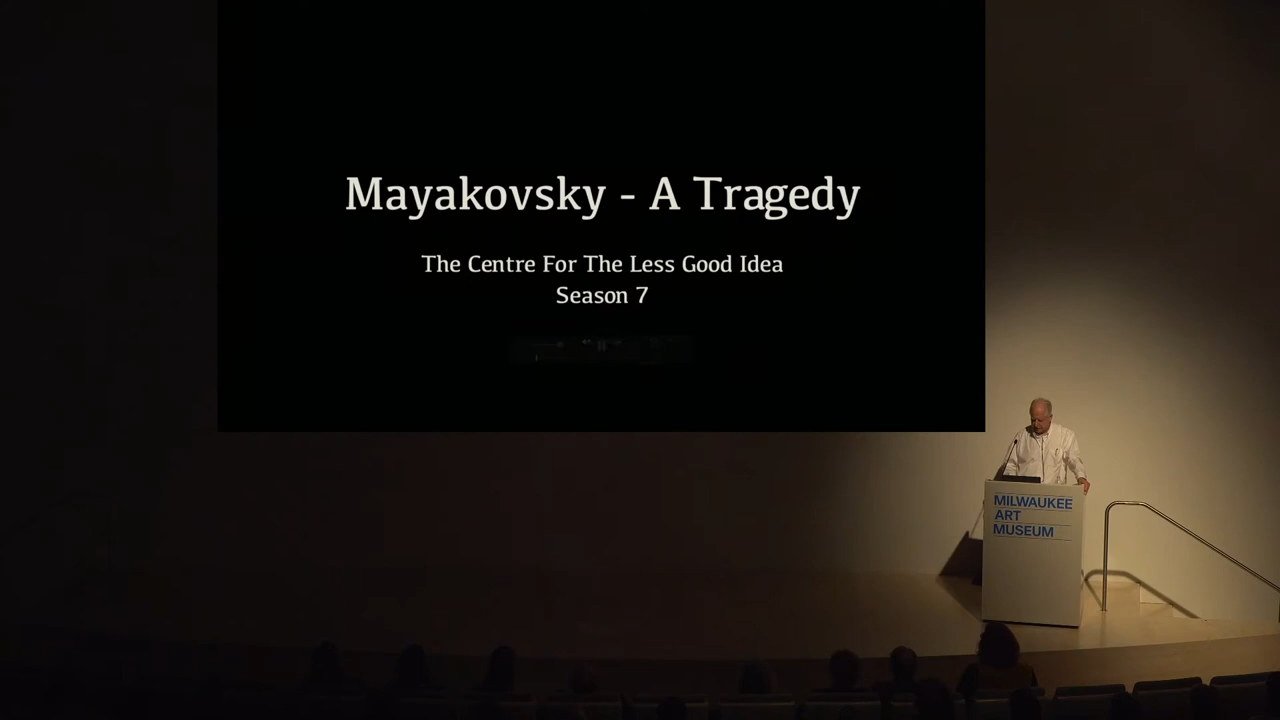 Mayakovsky - A Tragedy
The Centre For The Less Good Idea
Season 7
MILWAUKEE
ART
MUSEUM